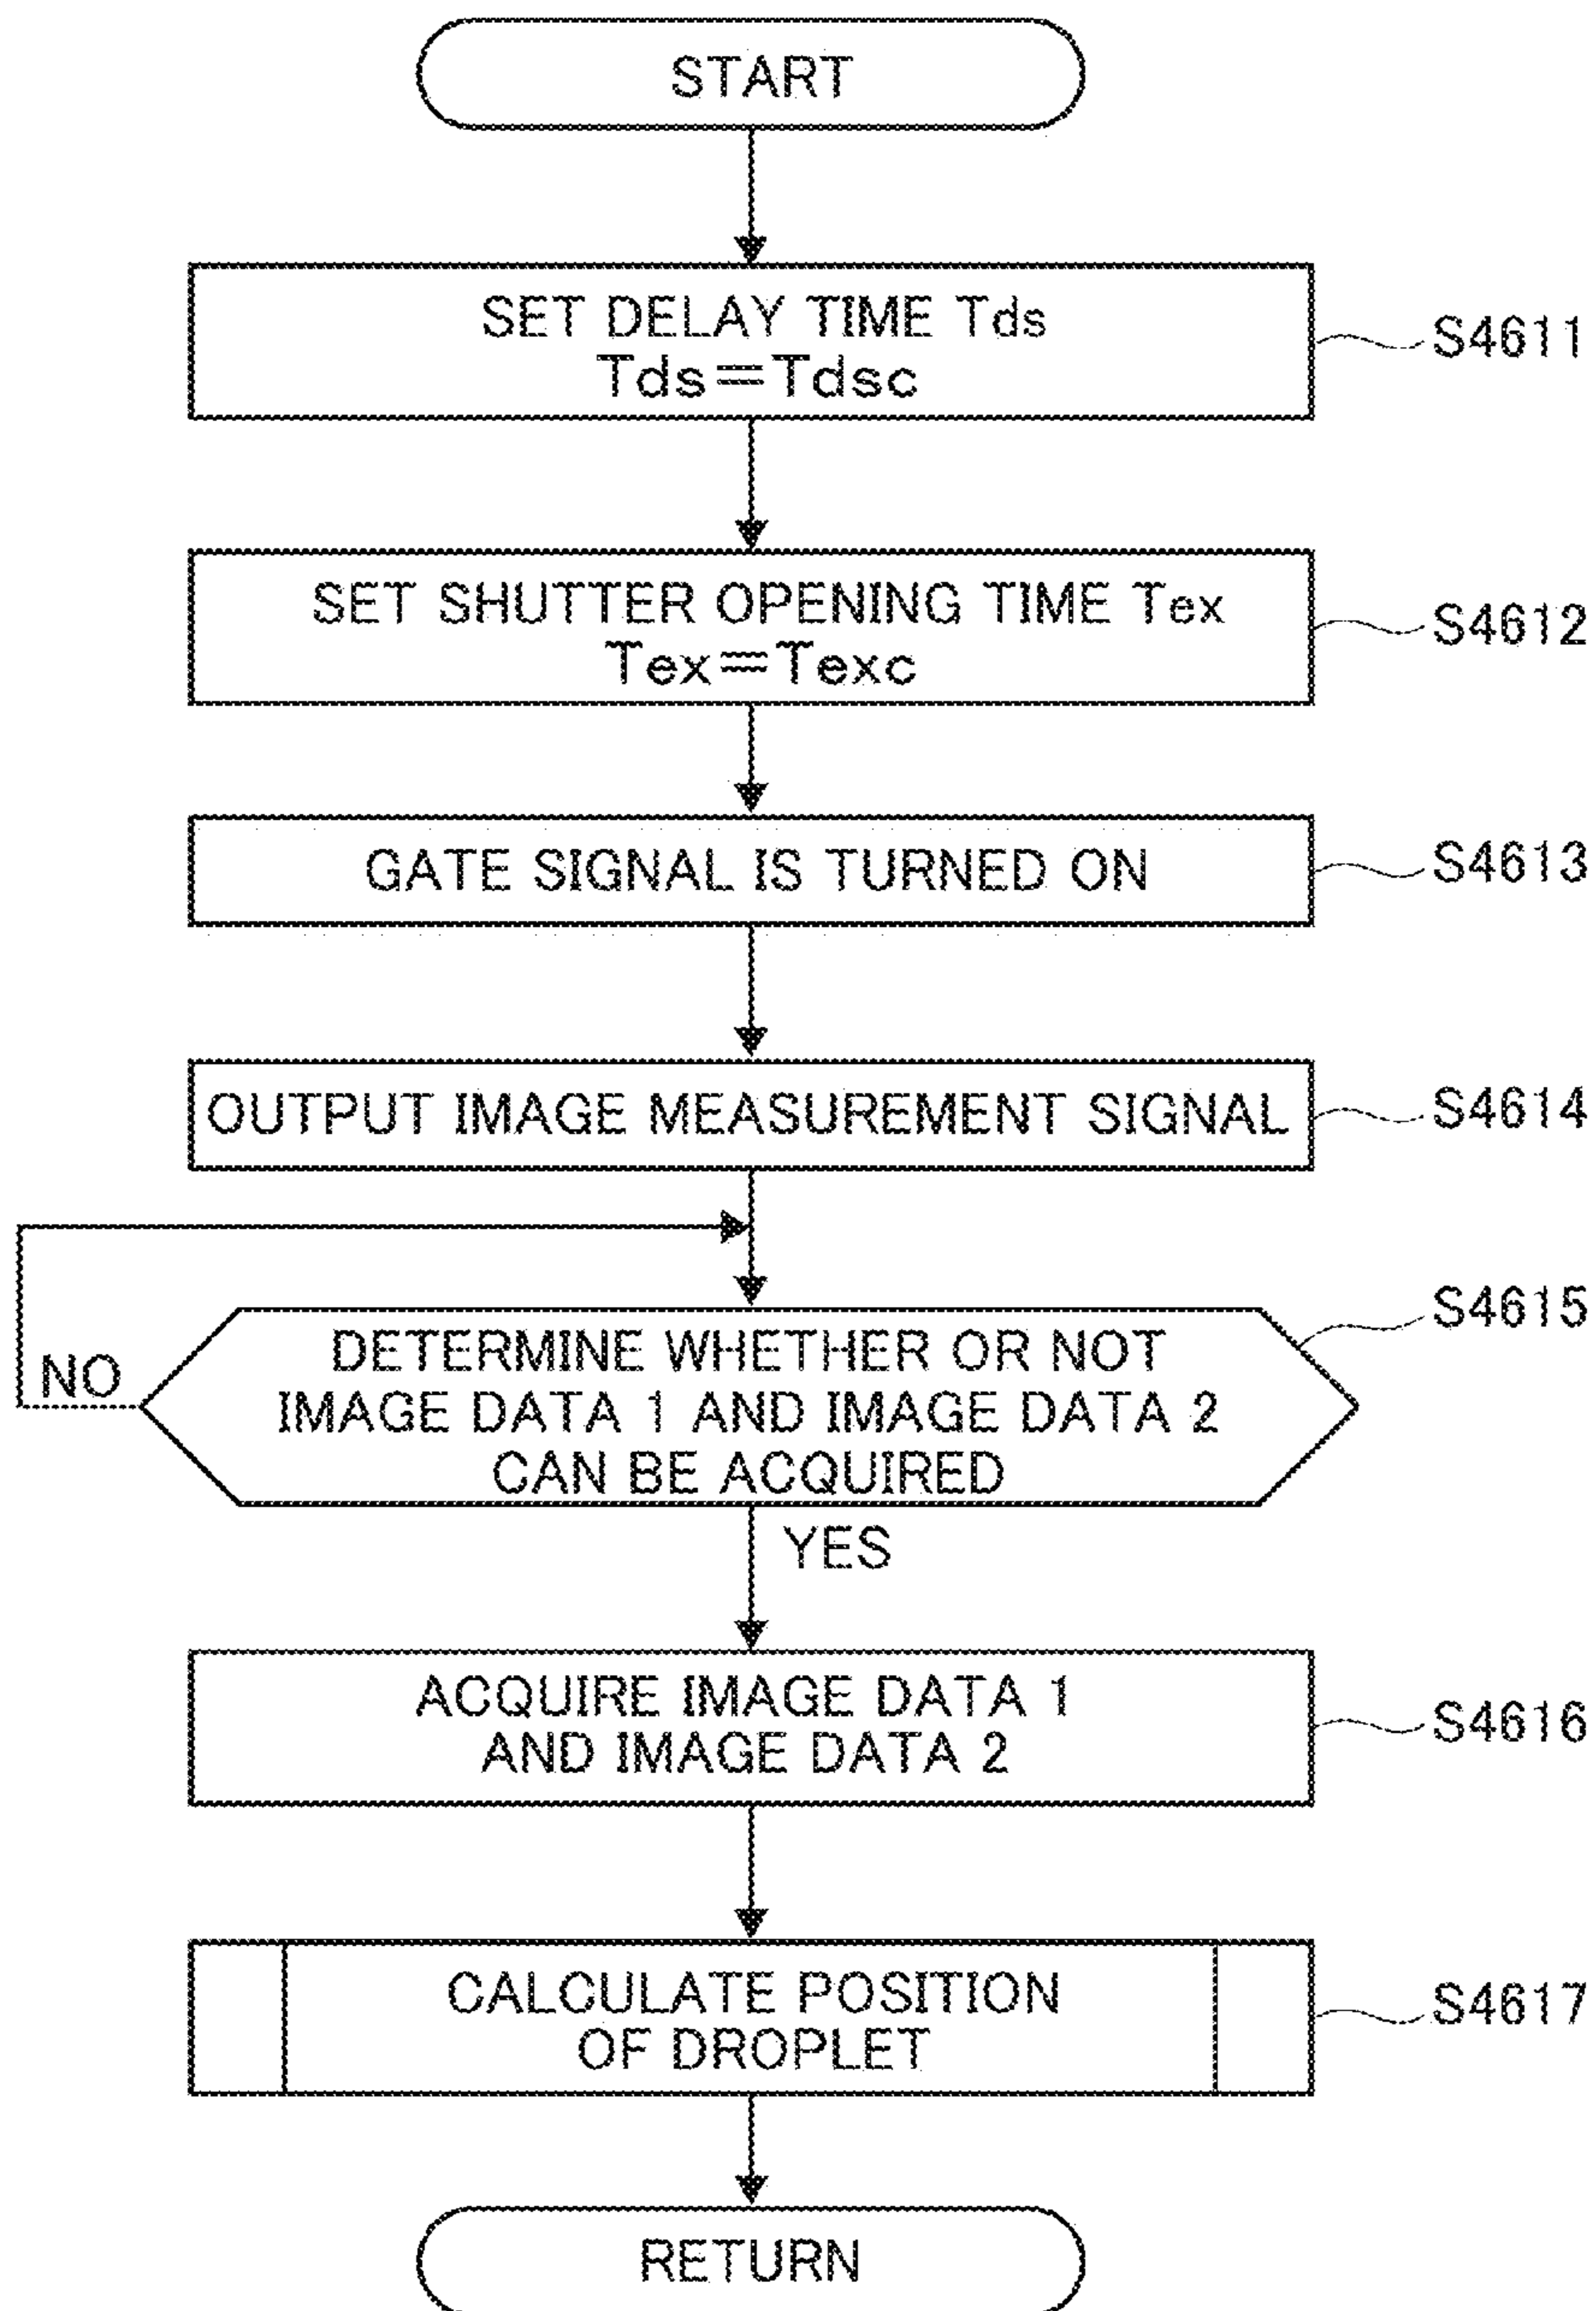 START
SET DELAY TIME Tds
Tds=Tdsc
S4611
SET SHUTTER OPENING TIME Tex
Tex=Texc
S4612
GATE SIGNAL IS TURNED ON
S4613
OUTPUT IMAGE MEASUREMENT SIGNAL
S4614
DETERMINE WHETHER OR NOT
IMAGE DATA 1 AND IMAGE DATA 2
CAN BE ACQUIRED
S4615
NO
YES
ACQUIRE IMAGE DATA 1
AND IMAGE DATA 2
S4616
CALCULATE POSITION
OF DROPLET
S4617
RETURN